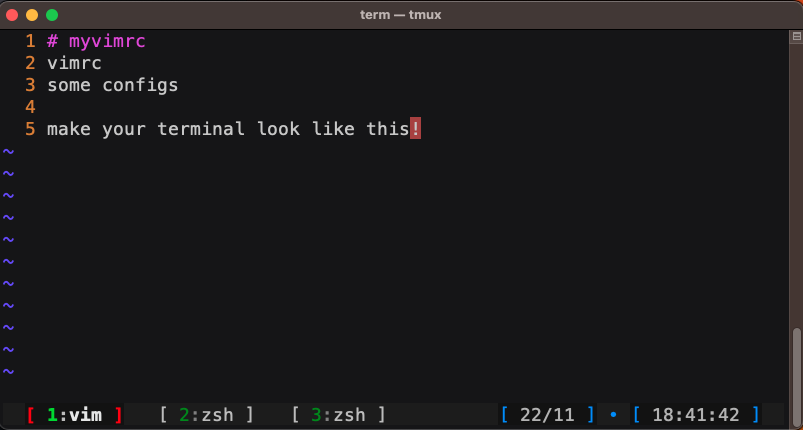 term — tmux
1 # myvimrc
2 vimrc
3 some configs
4
5 make your terminal look like this!
~
~
~
~
~
~
~
~
~
~
~
[ 1:vim ] [ 2:zsh ] [ 3:zsh ] [ 22/11 ] • [ 18:41:42 ]